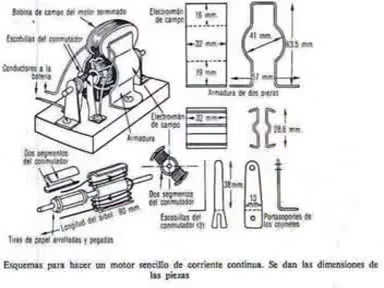 Bobina de campo del motor terminado
Escobillas del conmutador
Conductores a la
batería
Electroimán
de campo
Armadura
Electroimán
de campo
16 mm.
32 mm.
19 mm.
41 mm.
63,5 mm.
57 mm.
Armadura de dos piezas
32 mm.
28,6 mm.
Dos segmentos
del conmutador
Longitud del árbol 90 mm.
Tiras de papel arrolladas y pegadas
Dos segmentos
del conmutador
Escobillas del
conmutador (2)
38 mm.
13
Portasoportes de
los cojinetes
Esquemas para hacer un motor sencillo de corriente continua. Se dan las dimensiones de
las piezas